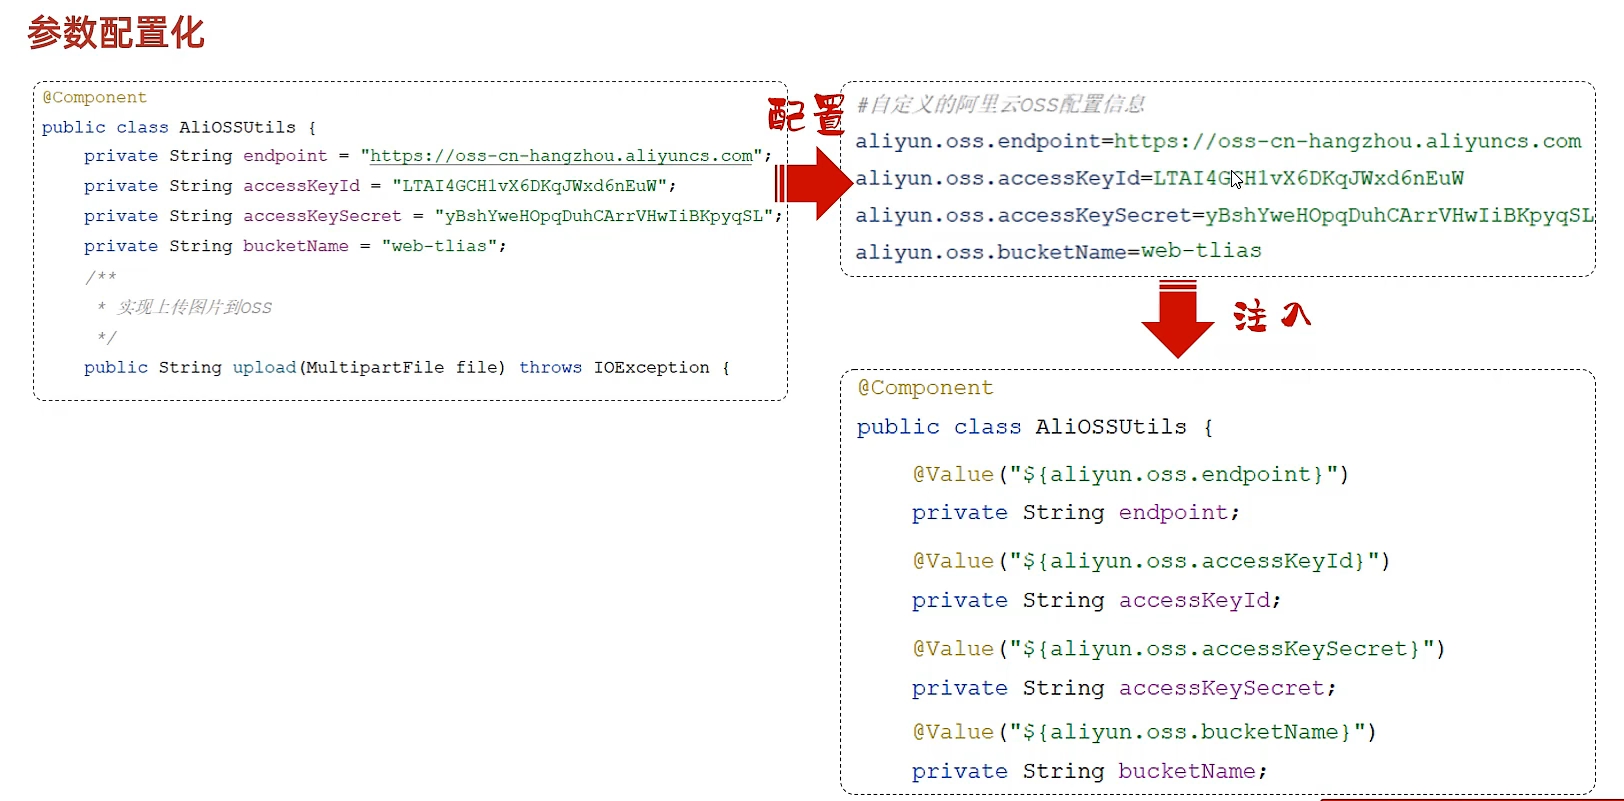 参数配置化
@Component
public class AliOSSUtils {
private String endpoint = "https://oss-cn-hangzhou.aliyuncs.com";
private String accessKeyId = "LTAI4GCH1vX6DKqJWxd6nEuW";
private String accessKeySecret = "yBshYweHOpqDuhCArrVHwIiBKpyqSL";
private String bucketName = "web-tlias";
/**
* 实现上传图片到OSS
*/
public String upload(MultipartFile file) throws IOException {
配置
#自定义的阿里云OSS配置信息
aliyun.oss.endpoint=https://oss-cn-hangzhou.aliyuncs.com
aliyun.oss.accessKeyId=LTAI4GCH1vX6DKqJWxd6nEuW
aliyun.oss.accessKeySecret=yBshYweHOpqDuhCArrVHwIiBKpyqSL
aliyun.oss.bucketName=web-tlias
注入
@Component
public class AliOSSUtils {
@Value("${aliyun.oss.endpoint}")
private String endpoint;
@Value("${aliyun.oss.accessKeyId}")
private String accessKeyId;
@Value("${aliyun.oss.accessKeySecret}")
private String accessKeySecret;
@Value("${aliyun.oss.bucketName}")
private String bucketName;